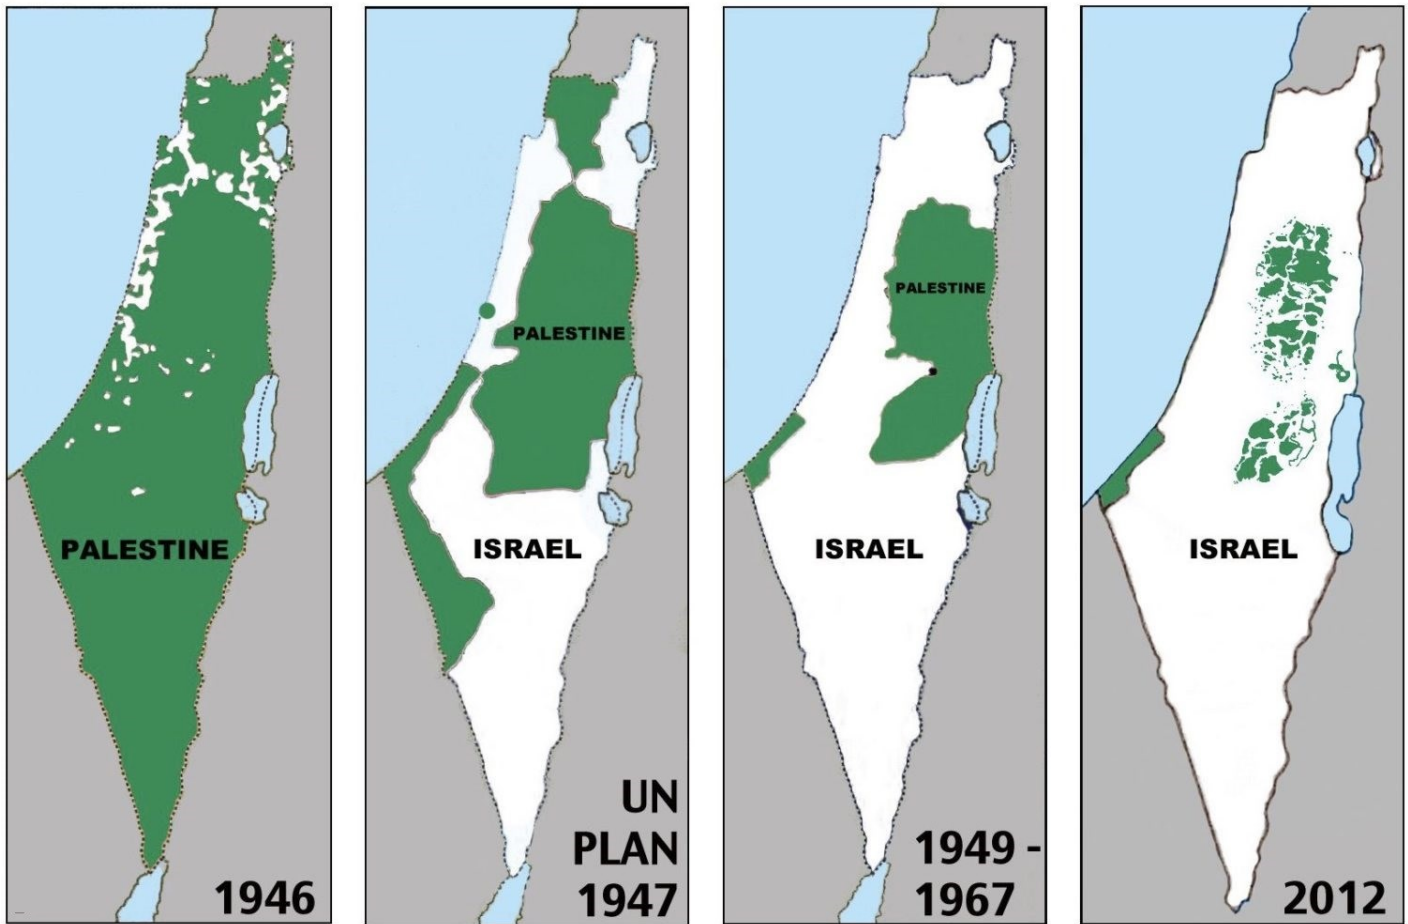 PALESTINE
1946
PALESTINE
ISRAEL
UN
PLAN
1947
PALESTINE
ISRAEL
1949 -
1967
ISRAEL
2012